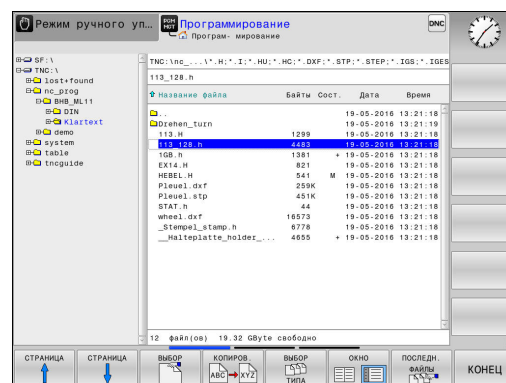 Режим ручного уп...
PGM
MGT
Программирование
Програм- мирование
DNC
SF:\
TNC:\
lost+found
nc_prog
BHB_ML11
DIN
Klartext
demo
system
table
tncguide
TNC:\nc_...\*.H;*.I;*.HU;*.HC;*.DXF;*.STP;*.STEP;*.IGS;*.IGES
113_128.h
Название файла Байты Сост. Дата Время
.. 19-05-2016 13:21:18
Drehen_turn 19-05-2016 13:21:19
113.H 1299 19-05-2016 13:21:18
113_128.h 4483 19-05-2016 13:21:18
1GB.h 1381 + 19-05-2016 13:21:18
EX14.H 821 19-05-2016 13:21:18
HEBEL.H 541 M 19-05-2016 13:21:18
Pleuel.dxf 259K 19-05-2016 13:21:18
Pleuel.stp 451K 19-05-2016 13:21:18
STAT.h 44 19-05-2016 13:21:18
wheel.dxf 16573 19-05-2016 13:21:18
_Stempel_stamp.h 6778 19-05-2016 13:21:18
__Halteplatte_holder_... 4655 + 19-05-2016 13:21:18
12 файл(ов) 19.32 GByte свободно
СТРАНИЦА
СТРАНИЦА
ВЫБОР
КОПИРОВ.
ABC XYZ
ВЫБОР
ТИПА
ОКНО
ПОСЛЕДН.
ФАЙЛЫ
КОНЕЦ